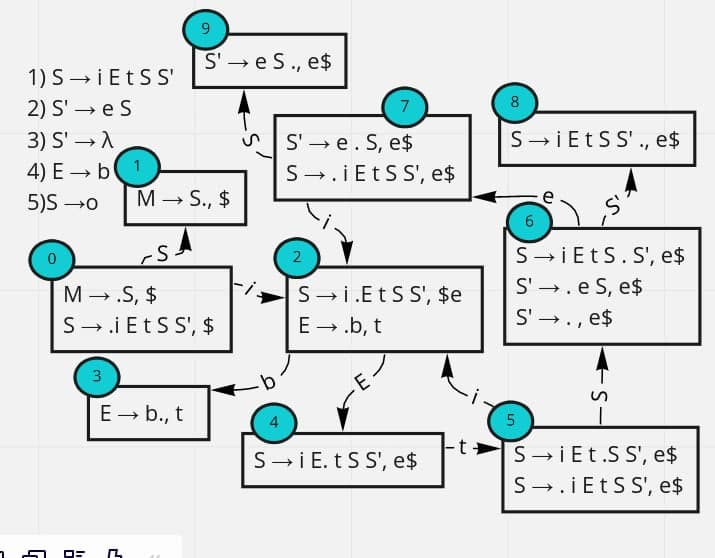 1) S → i E t S S'
2) S' → e S
3) S' → λ
4) E → b
5)S →o
9
S' → e S ., e$
S
7
S' → e . S, e$
S → . i E t S S', e$
8
S → i E t S S' ., e$
1
M → S., $
S
e
S'
i
0
M → .S, $
S → .i E t S S', $
i
2
S → i .E t S S', $e
E → .b, t
6
S → i E t S . S', e$
S' → . e S, e$
S' → . , e$
3
E → b., t
b
E
i
S
4
S → i E. t S S', e$
t
5
S → i E t .S S', e$
S → . i E t S S', e$